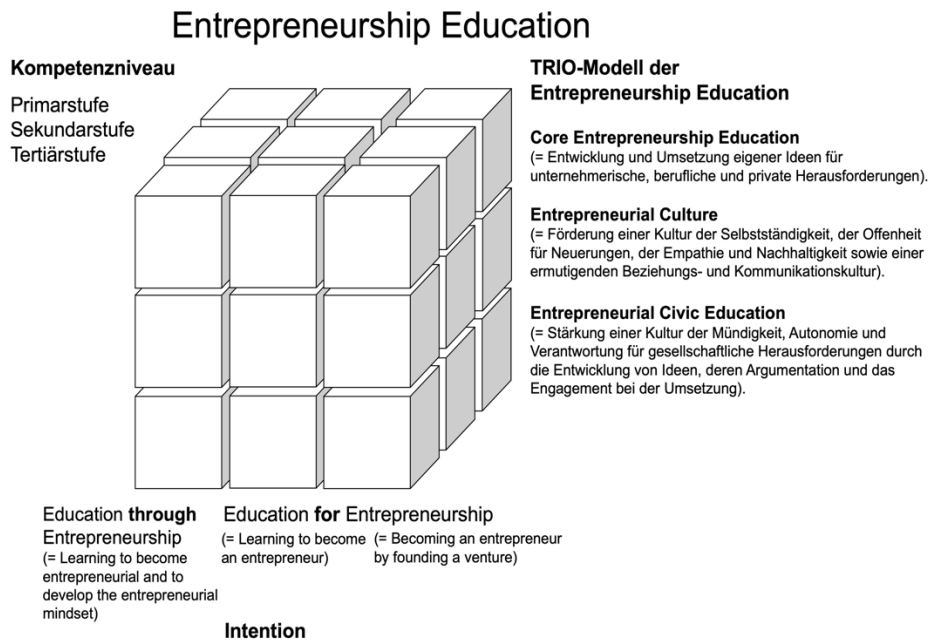 Entrepreneurship Education
Kompetenzniveau
Primarstufe
Sekundarstufe
Tertiärstufe
TRIO-Modell der
Entrepreneurship Education
Core Entrepreneurship Education
(= Entwicklung und Umsetzung eigener Ideen für
unternehmerische, berufliche und private Herausforderungen).
Entrepreneurial Culture
(= Förderung einer Kultur der Selbstständigkeit, der Offenheit
für Neuerungen, der Empathie und Nachhaltigkeit sowie einer
ermutigenden Beziehungs- und Kommunikationskultur).
Entrepreneurial Civic Education
(= Stärkung einer Kultur der Mündigkeit, Autonomie und
Verantwortung für gesellschaftliche Herausforderungen durch
die Entwicklung von Ideen, deren Argumentation und das
Engagement bei der Umsetzung).
Education through
Entrepreneurship
(= Learning to become
entrepreneurial and to
develop the entrepreneurial
mindset)
Education for Entrepreneurship
(= Learning to become
an entrepreneur)
(= Becoming an entrepreneur
by founding a venture)
Intention